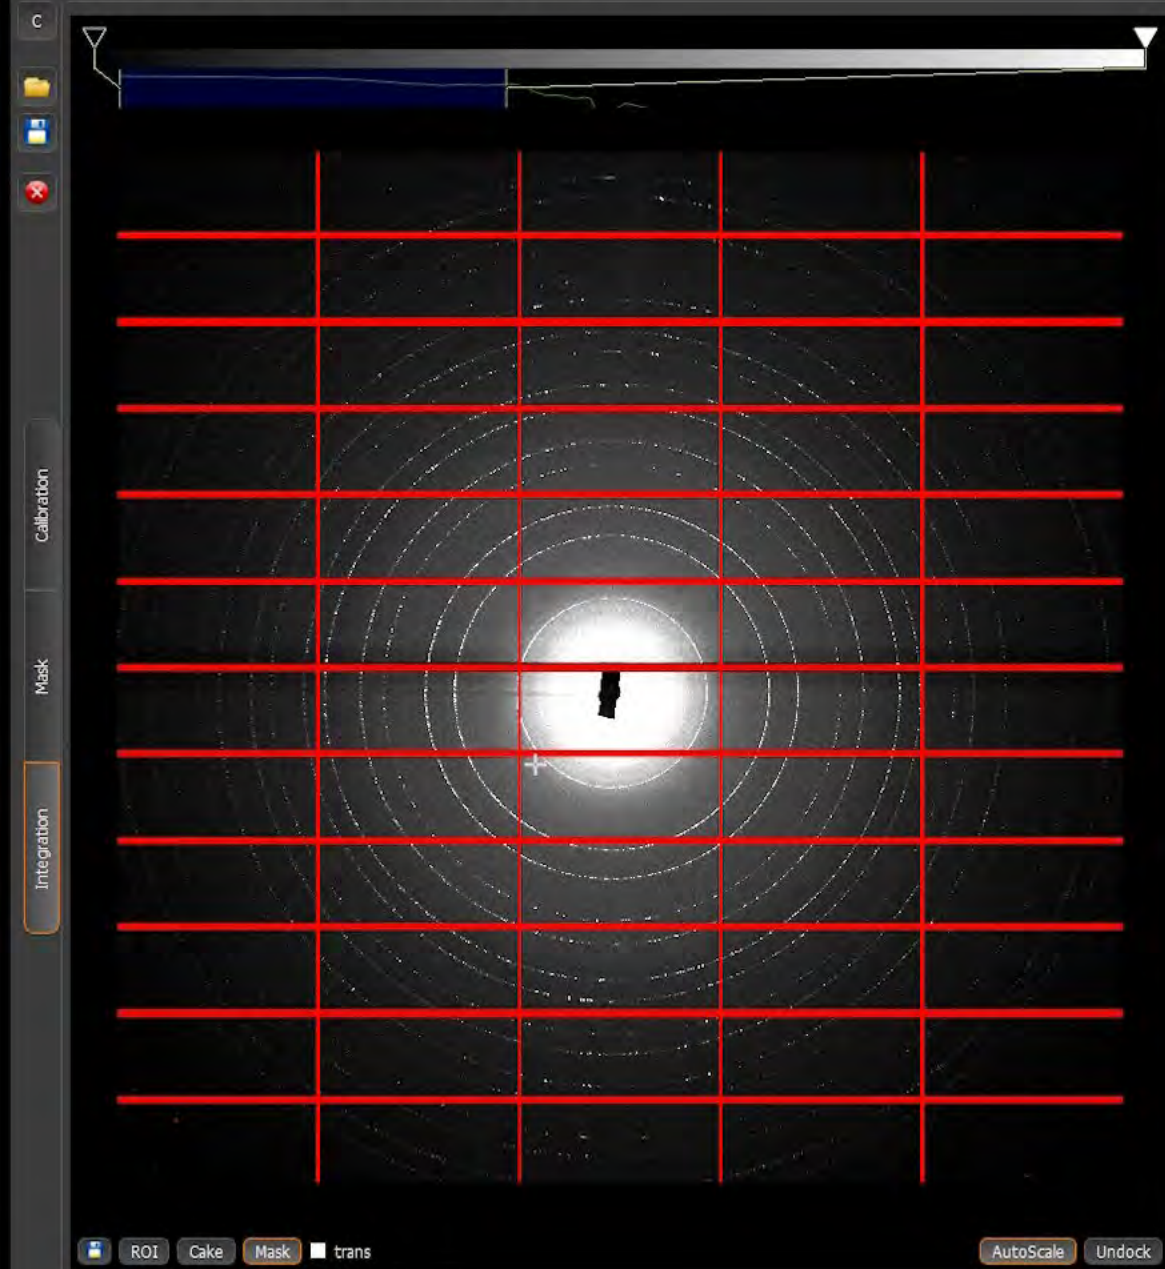 C
Calibration
Mask
Integration
ROI Cake Mask trans AutoScale Undock